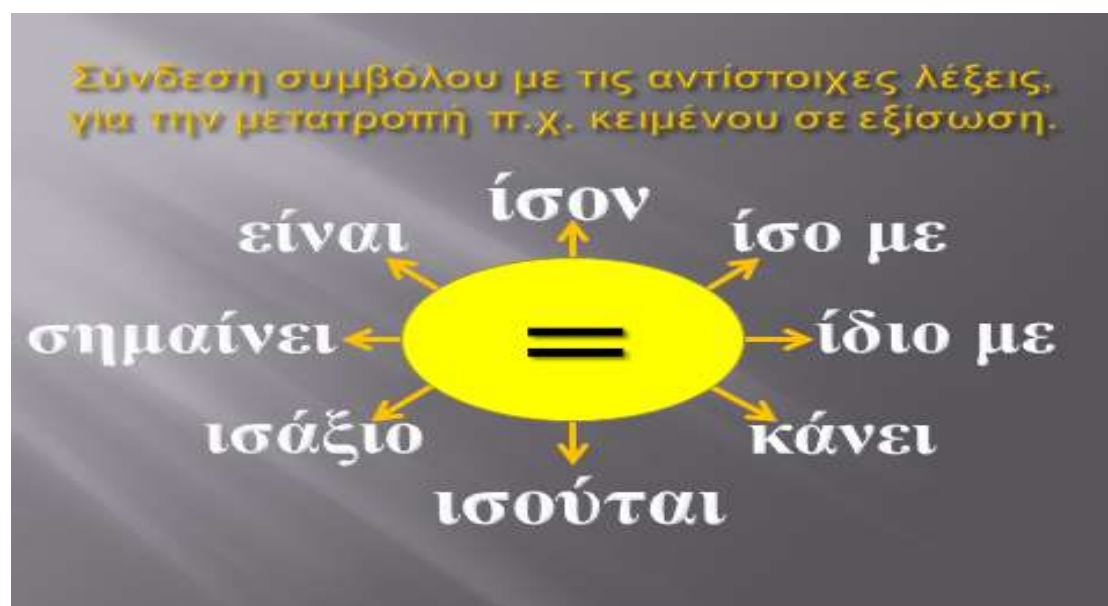 Σύνδεση συμβόλου με τις αντίστοιχες λέξεις,
για την μετατροπή π.χ. κειμένου σε εξίσωση.
ίσον
είναι
ίσο με
σημαίνει
=
ίδιο με
ισάξιο
κάνει
ισούται